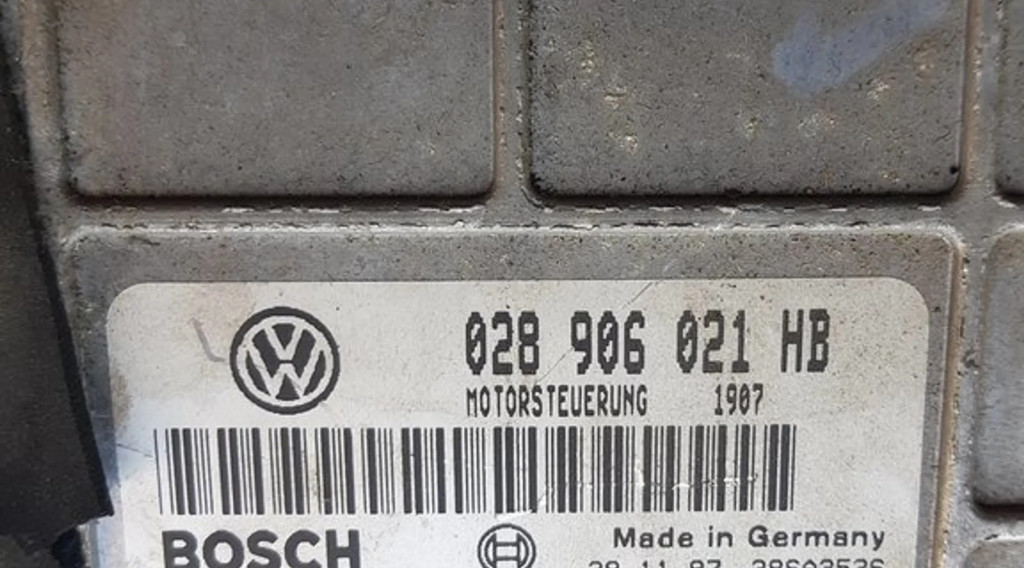 028 906 021 HB
MOTORSTEUERUNG 1907
BOSCH
Made in Germany